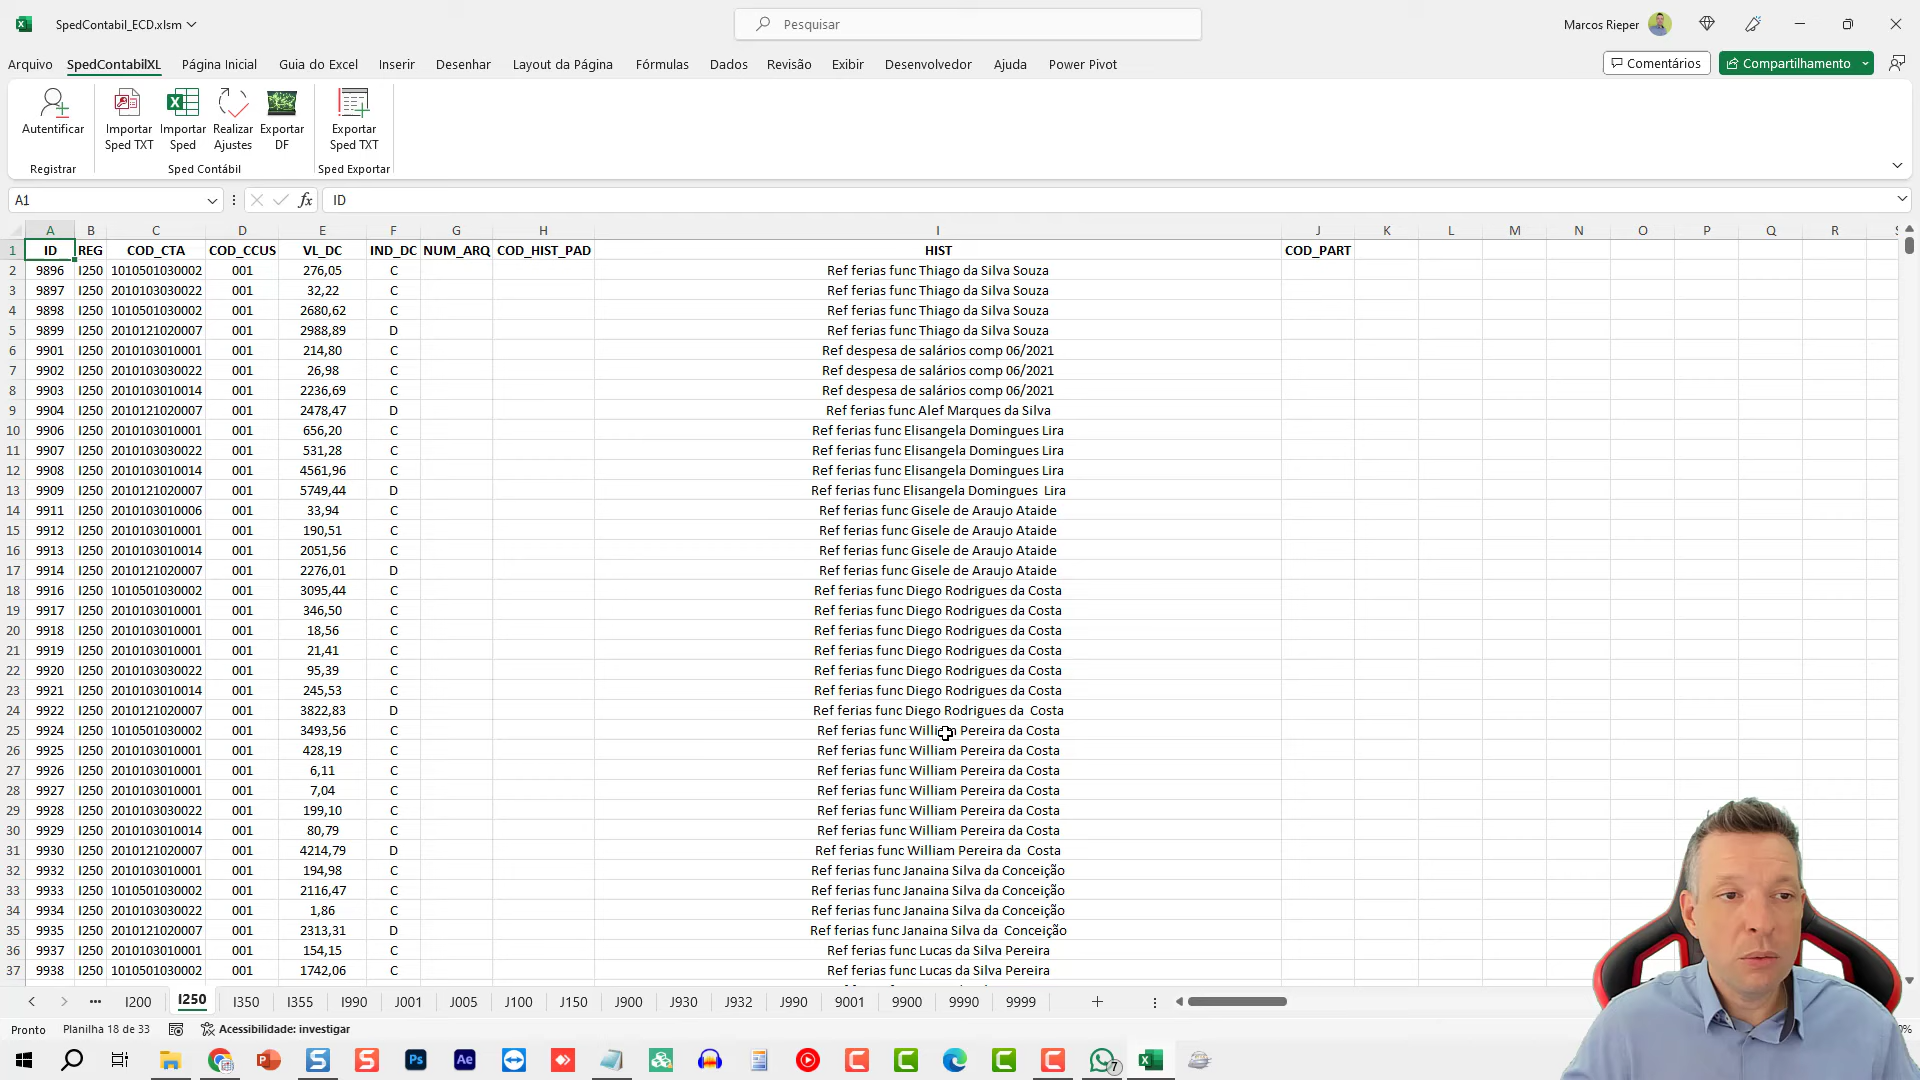 SpedContabil_ECD.xlsm
Pesquisar
Marcos Rieper
Arquivo SpedContabilXL Página Inicial Guia do Excel Inserir Desenhar Layout da Página Fórmulas Dados Revisão Exibir Desenvolvedor Ajuda Power Pivot
Comentários
Compartilhamento
Autentificar
Importar Sped TXT
Importar Sped
Realizar Ajustes
Exportar DF
Exportar Sped TXT
Registrar Sped Contábil Sped Exportar
A1 fx ID
A B C D E F G H I J K L M N O P Q R S
1 ID REG COD_CTA COD_CCUS VL_DC IND_DC NUM_ARQ COD_HIST_PAD HIST COD_PART
2 9896 I250 1010501030002 001 276,05 C Ref ferias func Thiago da Silva Souza
3 9897 I250 2010103030022 001 32,22 C Ref ferias func Thiago da Silva Souza
4 9898 I250 1010501030002 001 2680,62 C Ref ferias func Thiago da Silva Souza
5 9899 I250 2010121020007 001 2988,89 D Ref ferias func Thiago da Silva Souza
6 9901 I250 2010103010001 001 214,80 C Ref despesa de salários comp 06/2021
7 9902 I250 2010103030022 001 26,98 C Ref despesa de salários comp 06/2021
8 9903 I250 2010103010014 001 2236,69 C Ref despesa de salários comp 06/2021
9 9904 I250 2010121020007 001 2478,47 D Ref ferias func Alef Marques da Silva
10 9906 I250 2010103010001 001 656,20 C Ref ferias func Elisangela Domingues Lira
11 9907 I250 2010103030022 001 531,28 C Ref ferias func Elisangela Domingues Lira
12 9908 I250 2010103010014 001 4561,96 C Ref ferias func Elisangela Domingues Lira
13 9909 I250 2010121020007 001 5749,44 D Ref ferias func Elisangela Domingues Lira
14 9911 I250 2010103010006 001 33,94 C Ref ferias func Gisele de Araujo Ataide
15 9912 I250 2010103010001 001 190,51 C Ref ferias func Gisele de Araujo Ataide
16 9913 I250 2010103010014 001 2051,56 C Ref ferias func Gisele de Araujo Ataide
17 9914 I250 2010121020007 001 2276,01 D Ref ferias func Gisele de Araujo Ataide
18 9916 I250 1010501030002 001 3095,44 C Ref ferias func Diego Rodrigues da Costa
19 9917 I250 2010103010001 001 346,50 C Ref ferias func Diego Rodrigues da Costa
20 9918 I250 2010103010001 001 18,56 C Ref ferias func Diego Rodrigues da Costa
21 9919 I250 2010103010001 001 21,41 C Ref ferias func Diego Rodrigues da Costa
22 9920 I250 2010103030022 001 95,39 C Ref ferias func Diego Rodrigues da Costa
23 9921 I250 2010103010014 001 245,53 C Ref ferias func Diego Rodrigues da Costa
24 9922 I250 2010121020007 001 3822,83 D Ref ferias func Diego Rodrigues da Costa
25 9924 I250 1010501030002 001 3493,56 C Ref ferias func William Pereira da Costa
26 9925 I250 2010103010001 001 428,19 C Ref ferias func William Pereira da Costa
27 9926 I250 2010103010001 001 6,11 C Ref ferias func William Pereira da Costa
28 9927 I250 2010103010001 001 7,04 C Ref ferias func William Pereira da Costa
29 9928 I250 2010103030022 001 199,10 C Ref ferias func William Pereira da Costa
30 9929 I250 2010103010014 001 80,79 C Ref ferias func William Pereira da Costa
31 9930 I250 2010121020007 001 4214,79 D Ref ferias func William Pereira da Costa
32 9932 I250 2010103010001 001 194,98 C Ref ferias func Janaina Silva da Conceição
33 9933 I250 1010501030002 001 2116,47 C Ref ferias func Janaina Silva da Conceição
34 9934 I250 2010103030022 001 1,86 C Ref ferias func Janaina Silva da Conceição
35 9935 I250 2010121020007 001 2313,31 D Ref ferias func Janaina Silva da Conceição
36 9937 I250 2010103010001 001 154,15 C Ref ferias func Lucas da Silva Pereira
37 9938 I250 1010501030002 001 1742,06 C Ref ferias func Lucas da Silva Pereira
I200 I250 I350 I355 I990 J001 J005 J100 J150 J900 J930 J932 J990 9001 9900 9990 9999
Pronto Planilha 18 de 33 Acessibilidade: investigar
Ps Ae 7